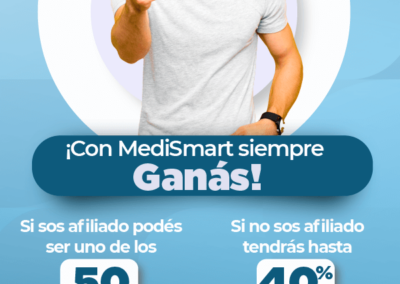 ¡Con MediSmart siempre
Ganás!
Si sos afiliado podés
ser uno de los
50
Si no sos afiliado
tendrás hasta
40%